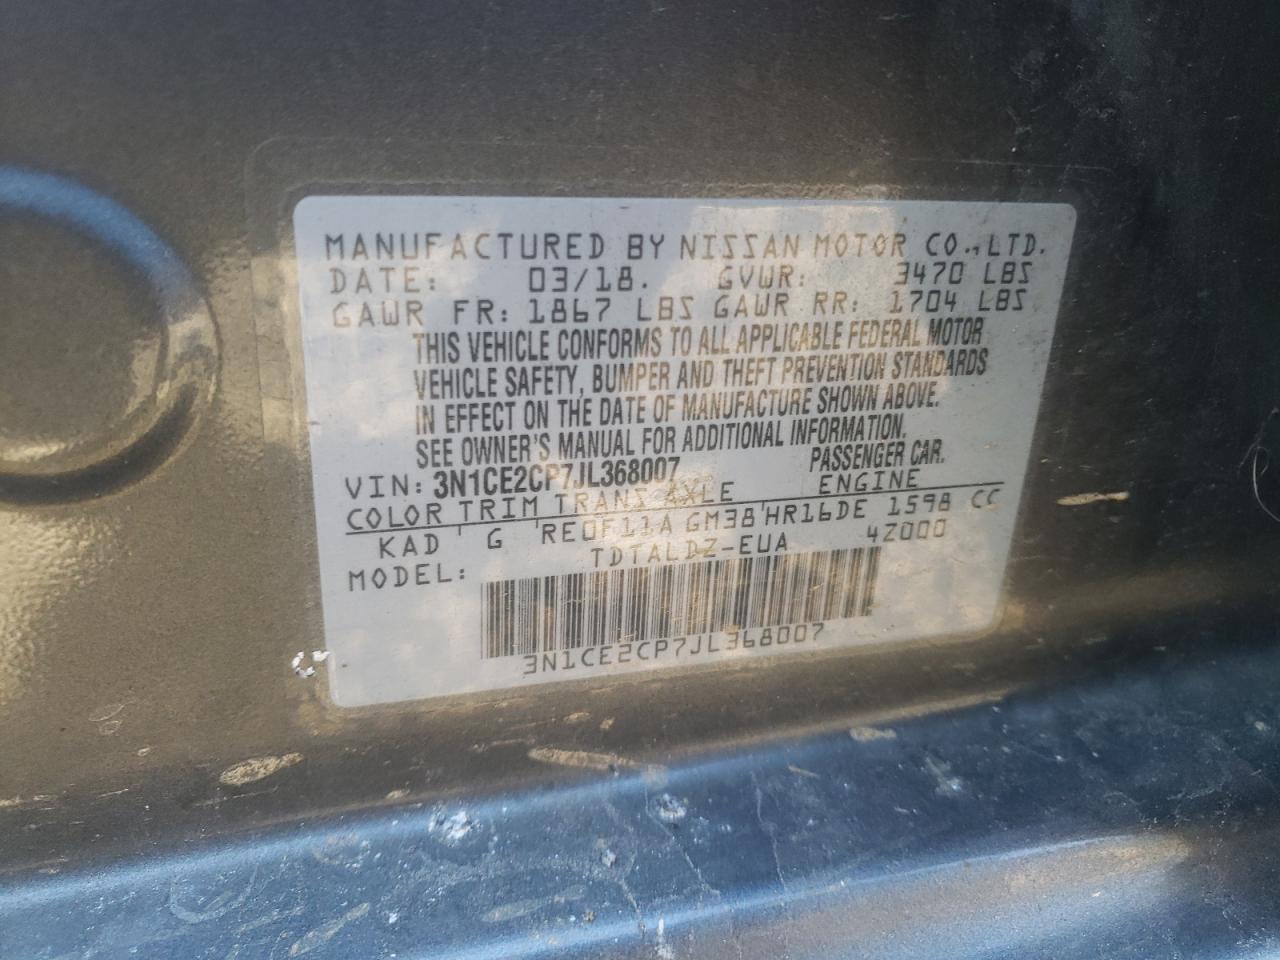 MANUFACTURED BY NISSAN MOTOR CO.,LTD.
DATE: 03/18. GVWR: 3470 LBS
GAWR FR: 1867 LBS GAWR RR: 1704 LBS
THIS VEHICLE CONFORMS TO ALL APPLICABLE FEDERAL MOTOR
VEHICLE SAFETY, BUMPER AND THEFT PREVENTION STANDARDS
IN EFFECT ON THE DATE OF MANUFACTURE SHOWN ABOVE.
SEE OWNER'S MANUAL FOR ADDITIONAL INFORMATION.
VIN: 3N1CE2CP7JL368007 PASSENGER CAR.
COLOR TRIM TRANS AXLE ENGINE
KAD G RE0F11A GM38 HR16DE 1598 CC
MODEL: TDTALDZ-EUA 4Z000
3N1CE2CP7JL368007